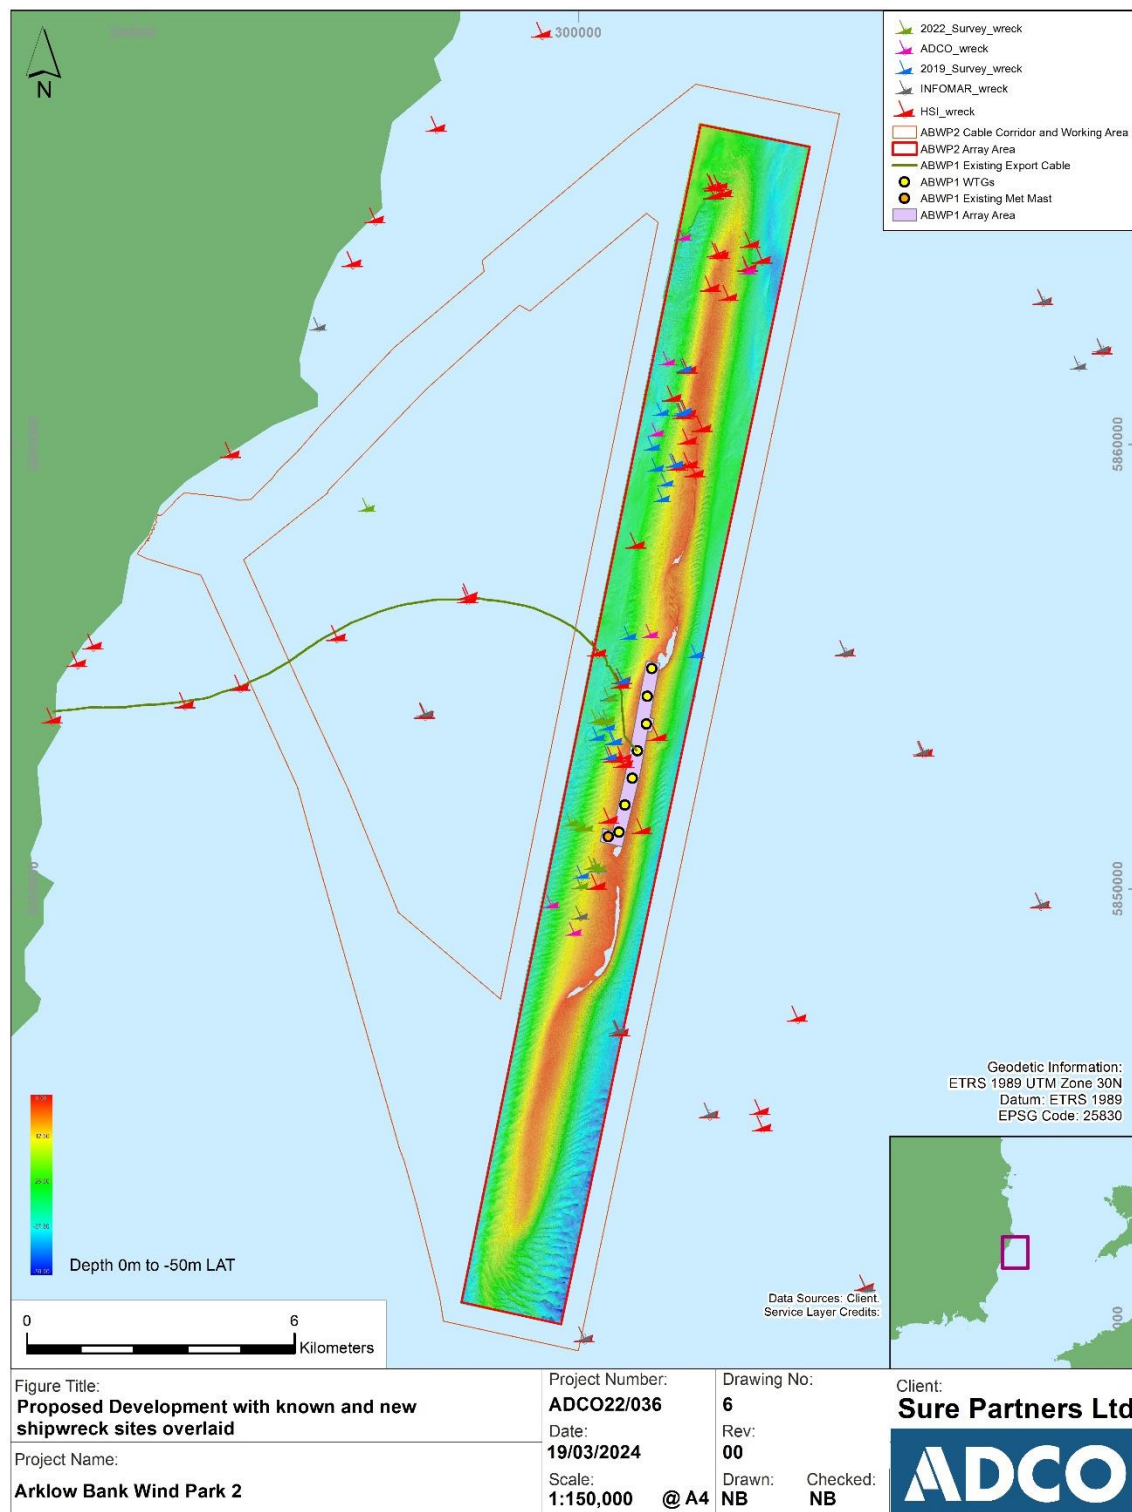 N
300000
2022_Survey_wreck
ADCO_wreck
2019_Survey_wreck
INFOMAR_wreck
HSI_wreck
ABWP2 Cable Corridor and Working Area
ABWP2 Array Area
ABWP1 Existing Export Cable
ABWP1 WTGs
ABWP1 Existing Met Mast
ABWP1 Array Area
5860000
5850000
Geodetic Information:
ETRS 1989 UTM Zone 30N
Datum: ETRS 1989
EPSG Code: 25830
Depth 0m to -50m LAT
Data Sources: Client.
Service Layer Credits:
0 6
Kilometers
Figure Title:
Proposed Development with known and new
shipwreck sites overlaid
Project Name:
Arklow Bank Wind Park 2
Project Number:
ADCO22/036
Date:
19/03/2024
Scale:
1:150,000 @ A4
Drawing No:
6
Rev:
00
Drawn: Checked:
NB NB
Client:
Sure Partners Ltd
ADCO